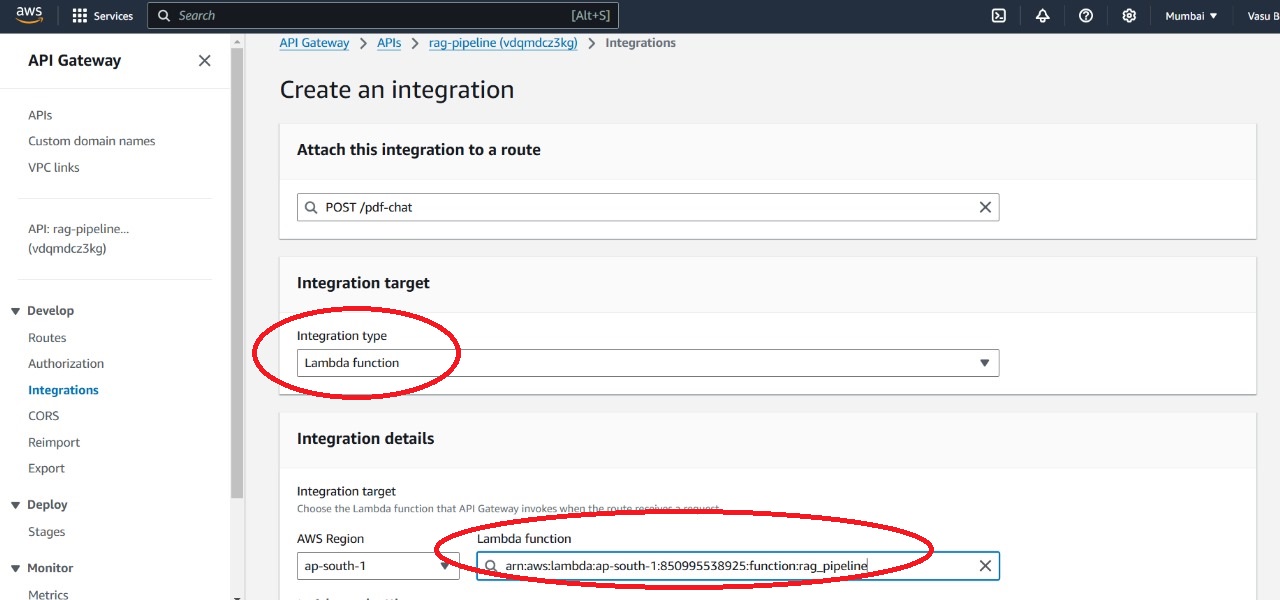 aws
Services
Search
[Alt+S]
Mumbai
Vasu B
API Gateway
APIs
Custom domain names
VPC links
API: rag-pipeline...
(vdqmdcz3kg)
Develop
Routes
Authorization
Integrations
CORS
Reimport
Export
Deploy
Stages
Monitor
Metrics
API Gateway > APIs > rag-pipeline (vdqmdcz3kg) > Integrations
Create an integration
Attach this integration to a route
POST /pdf-chat
Integration target
Integration type
Lambda function
Integration details
Integration target
Choose the Lambda function that API Gateway invokes when the route receives a request.
AWS Region
Lambda function
ap-south-1
arn:aws:lambda:ap-south-1:850995538925:function:rag_pipeline